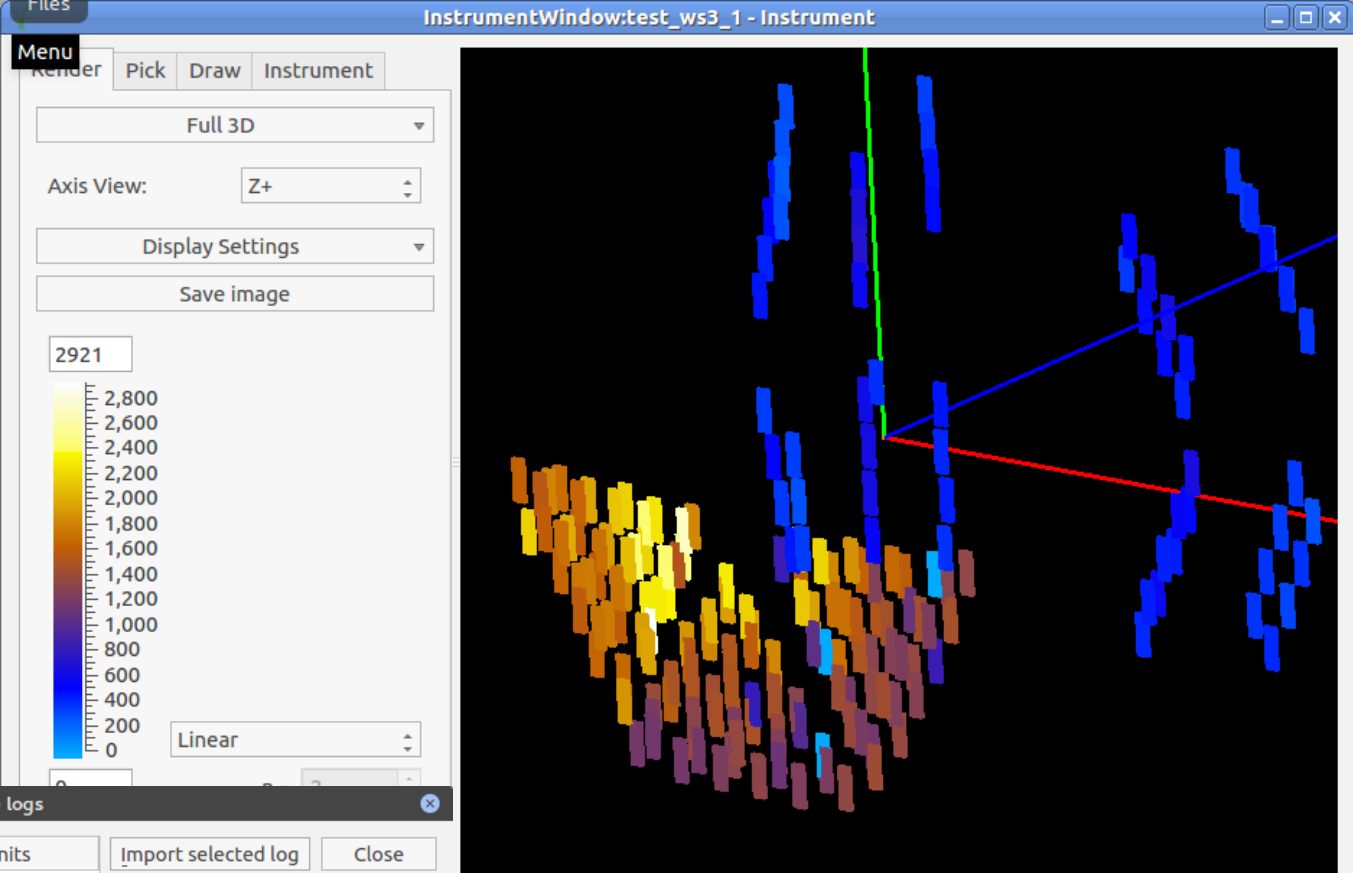 Files
InstrumentWindow:test_ws3_1 - Instrument
Menu
Render Pick Draw Instrument
Full 3D
Axis View: Z+
Display Settings
Save image
2921
2,800
2,600
2,400
2,200
2,000
1,800
1,600
1,400
1,200
1,000
800
600
400
200
0
Linear
logs
nits Import selected log Close